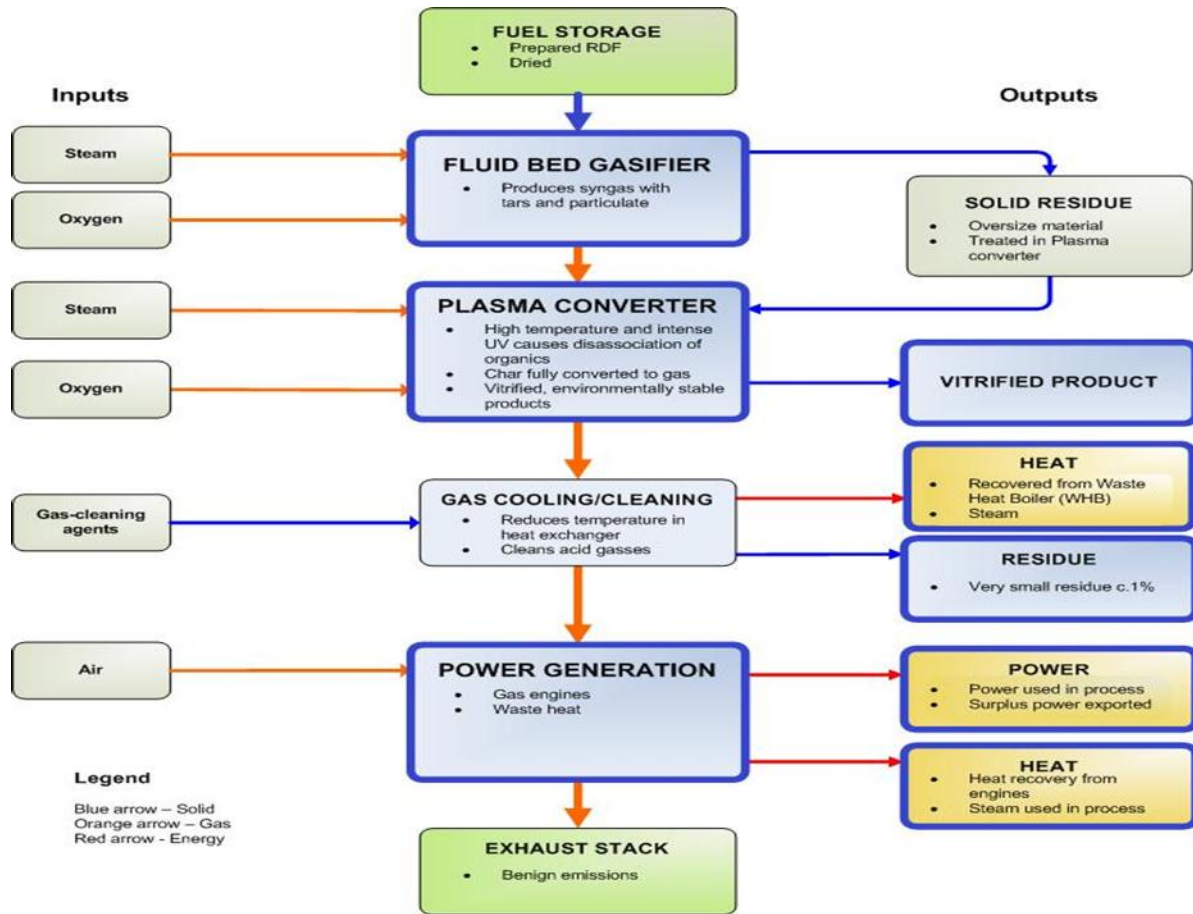 FUEL STORAGE
• Prepared RDF
• Dried
Inputs
Outputs
Steam
Oxygen
FLUID BED GASIFIER
• Produces syngas with
tars and particulate
SOLID RESIDUE
• Oversize material
• Treated in Plasma
converter
Steam
Oxygen
PLASMA CONVERTER
• High temperature and intense
UV causes disassociation of
organics
• Char fully converted to gas
• Vitrified, environmentally stable
products
VITRIFIED PRODUCT
Gas-cleaning
agents
GAS COOLING/CLEANING
• Reduces temperature in
heat exchanger
• Cleans acid gasses
HEAT
• Recovered from Waste
Heat Boiler (WHB)
• Steam
RESIDUE
• Very small residue c.1%
Air
POWER GENERATION
• Gas engines
• Waste heat
POWER
• Power used in process
• Surplus power exported
HEAT
• Heat recovery from
engines
• Steam used in process
Legend
Blue arrow – Solid
Orange arrow – Gas
Red arrow - Energy
EXHAUST STACK
• Benign emissions